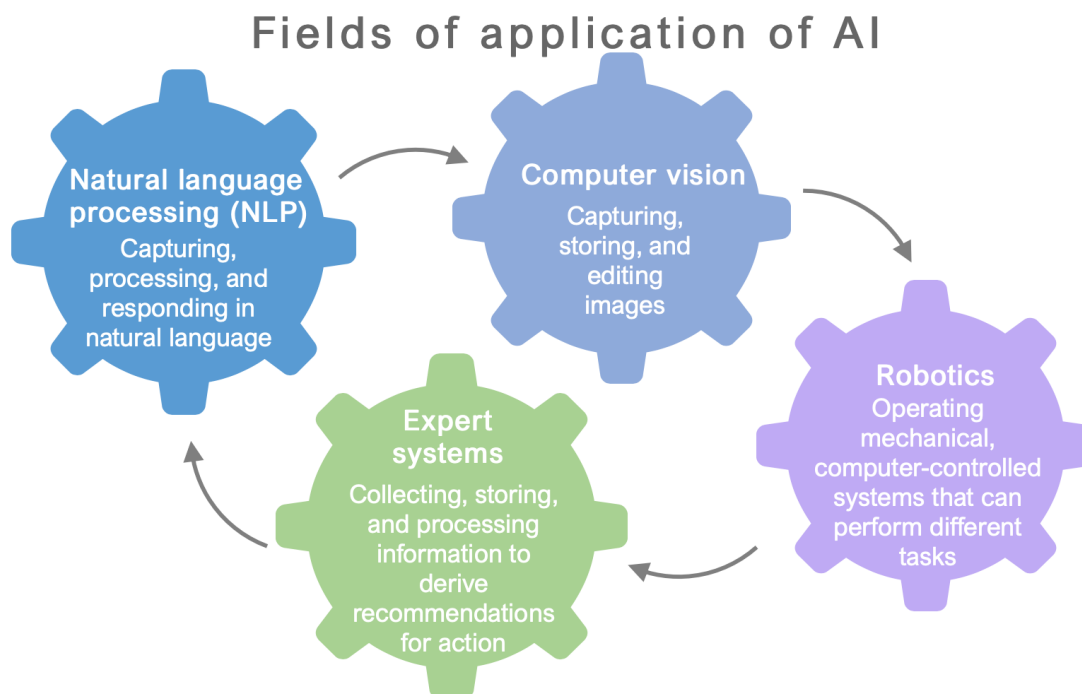 Fields of application of AI
Natural language
processing (NLP)
Capturing,
processing, and
responding in
natural language
Computer vision
Capturing,
storing, and
editing
images
Robotics
Operating
mechanical,
computer-controlled
systems that can
perform different
tasks
Expert
systems
Collecting, storing,
and processing
information to
derive
recommendations
for action